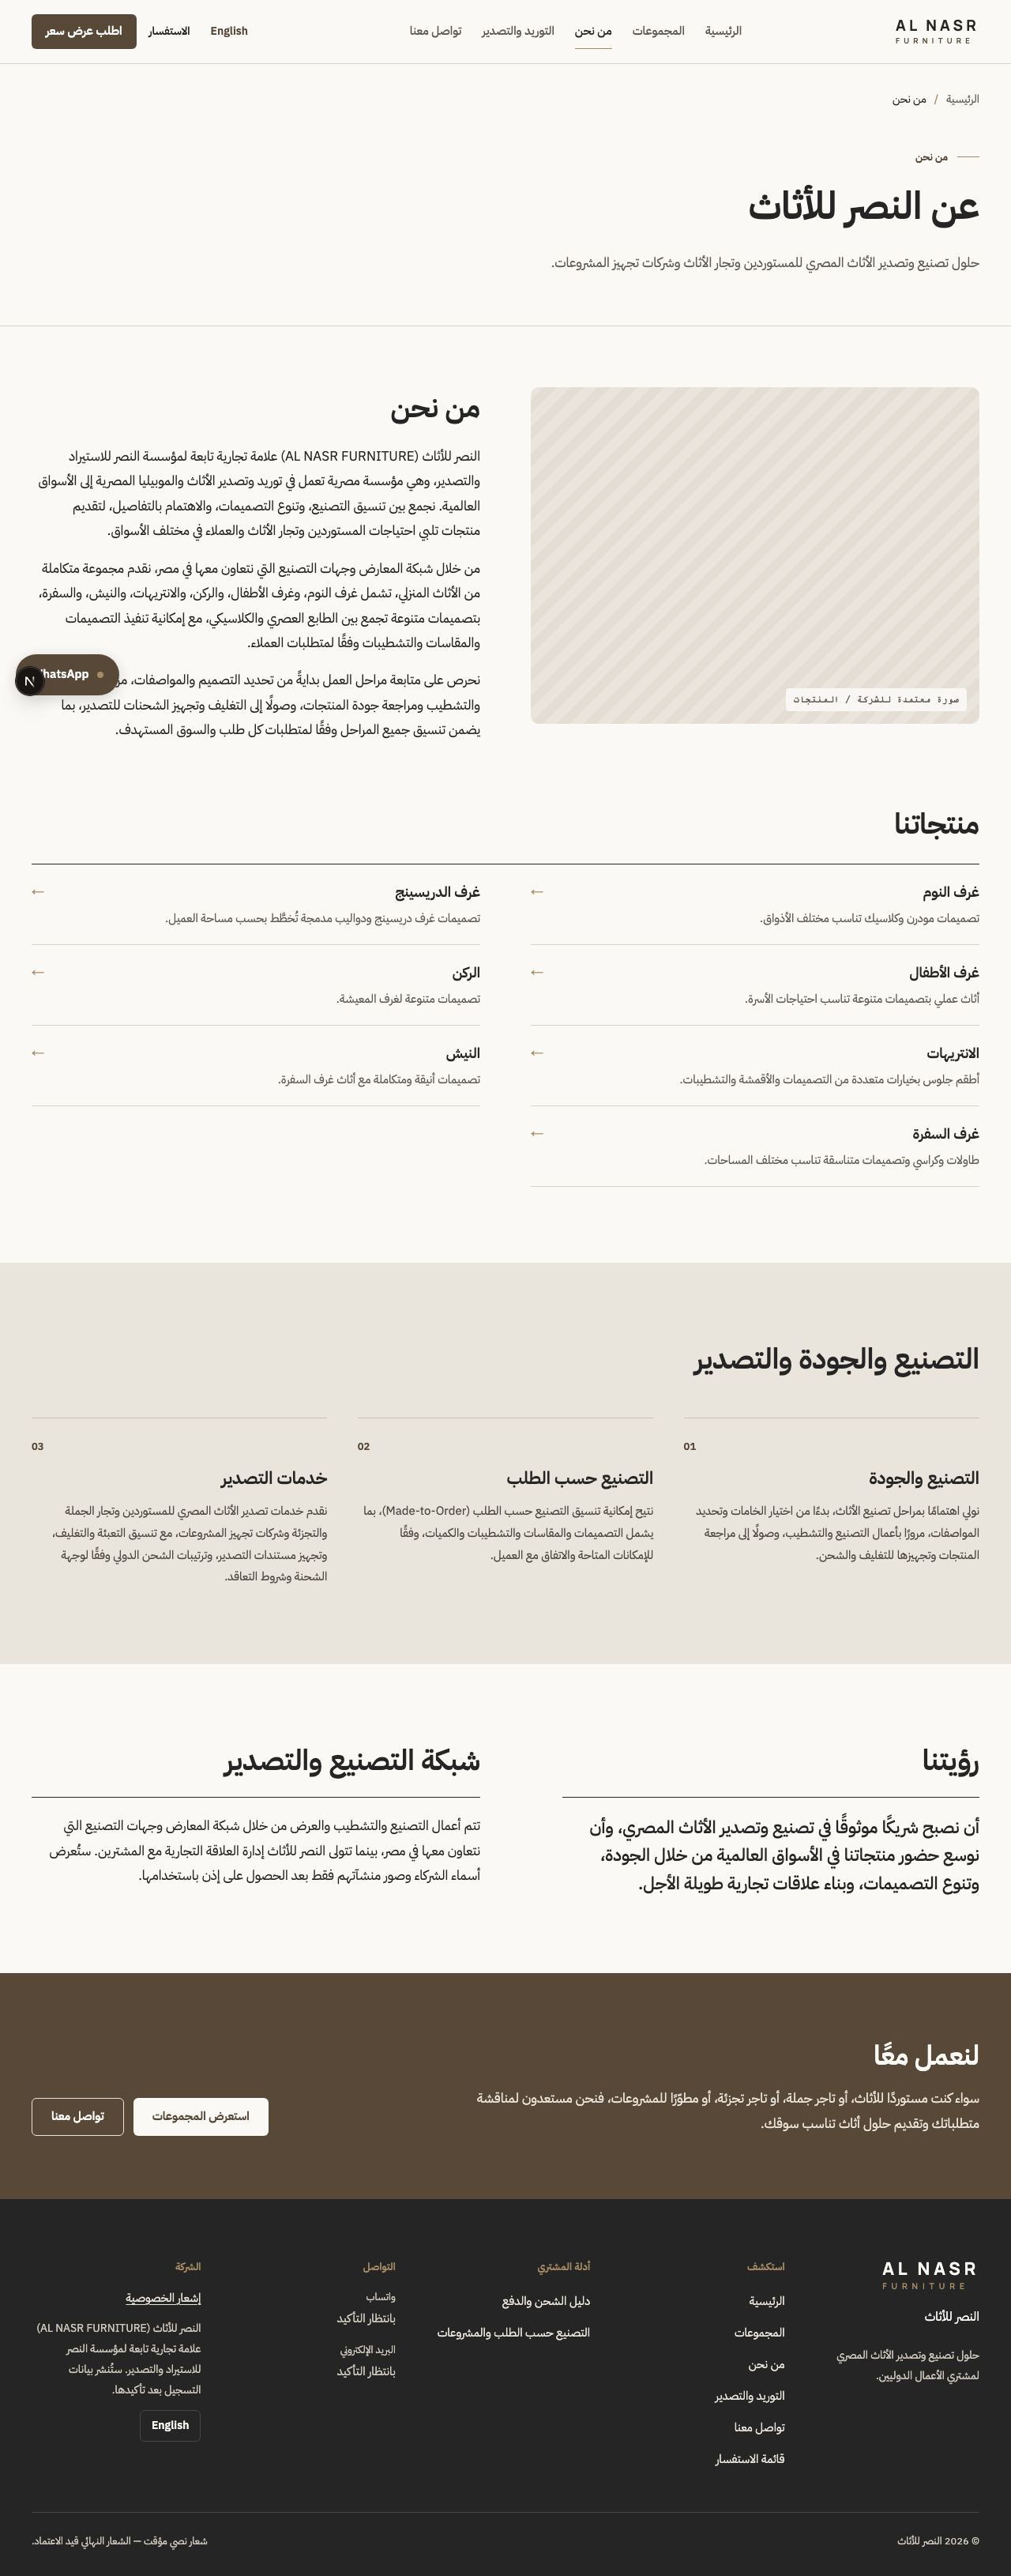 AL NASR
FURNITURE
الرئيسية
المجموعات
من نحن
التوريد والتصدير
تواصل معنا
English
الاستفسار
اطلب عرض سعر
الرئيسية / من نحن
من نحن
عن النصر للأثاث
حلول تصنيع وتصدير الأثاث المصري للمستوردين وتجار الأثاث وشركات تجهيز المشروعات.
صورة معتمدة للشركة / المنتجات
من نحن
النصر للأثاث (AL NASR FURNITURE) علامة تجارية تابعة لمؤسسة النصر للاستيراد
والتصدير، وهي مؤسسة مصرية تعمل في توريد وتصدير الأثاث والموبيليا المصرية إلى الأسواق
العالمية. نجمع بين تنسيق التصنيع، وتنوع التصميمات، والاهتمام بالتفاصيل، لتقديم
منتجات تلبي احتياجات المستوردين وتجار الأثاث والعملاء في مختلف الأسواق.
من خلال شبكة المعارض وجهات التصنيع التي نتعاون معها في مصر، نقدم مجموعة متكاملة
من الأثاث المنزلي، تشمل غرف النوم، وغرف الأطفال، والركن، والانتريهات، والنيش، والسفرة،
بتصميمات متنوعة تجمع بين الطابع العصري والكلاسيكي، مع إمكانية تنفيذ التصميمات
والمقاسات والتشطيبات وفقًا لمتطلبات العملاء.
نحرص على متابعة مراحل العمل بدايةً من تحديد التصميم والمواصفات،
والتشطيب ومراجعة جودة المنتجات، وصولًا إلى التغليف وتجهيز الشحنات للتصدير، بما
يضمن تنسيق جميع المراحل وفقًا لمتطلبات كل طلب والسوق المستهدف.
hatsApp
N
منتجاتنا
غرف النوم ←
تصميمات مودرن وكلاسيك تناسب مختلف الأذواق.
غرف الدريسينج ←
تصميمات غرف دريسينج ودواليب مدمجة تُخطَّط بحسب مساحة العميل.
غرف الأطفال ←
أثاث عملي بتصميمات متنوعة تناسب احتياجات الأسرة.
الركن ←
تصميمات متنوعة لغرف المعيشة.
الانتريهات ←
أطقم جلوس بخيارات متعددة من التصميمات والأقمشة والتشطيبات.
النيش ←
تصميمات أنيقة ومتكاملة مع أثاث غرف السفرة.
غرف السفرة ←
طاولات وكراسي وتصميمات متناسقة تناسب مختلف المساحات.
التصنيع والجودة والتصدير
01
التصنيع والجودة
نولي اهتمامًا بمراحل تصنيع الأثاث، بدءًا من اختيار الخامات وتحديد
المواصفات، مرورًا بأعمال التصنيع والتشطيب، وصولًا إلى مراجعة
المنتجات وتجهيزها للتغليف والشحن.
02
التصنيع حسب الطلب
نتيح إمكانية تنسيق التصنيع حسب الطلب (Made-to-Order)، بما
يشمل التصميمات والمقاسات والتشطيبات والكميات، وفقًا
للإمكانات المتاحة والاتفاق مع العميل.
03
خدمات التصدير
نقدم خدمات تصدير الأثاث المصري للمستوردين وتجار الجملة
والتجزئة وشركات تجهيز المشروعات، مع تنسيق التعبئة والتغليف،
وتجهيز مستندات التصدير، وترتيبات الشحن الدولي وفقًا لوجهة
الشحنة وشروط التعاقد.
رؤيتنا
أن نصبح شريكًا موثوقًا في تصنيع وتصدير الأثاث المصري، وأن
نوسع حضور منتجاتنا في الأسواق العالمية من خلال الجودة،
وتنوع التصميمات، وبناء علاقات تجارية طويلة الأجل.
شبكة التصنيع والتصدير
تتم أعمال التصنيع والتشطيب والعرض من خلال شبكة المعارض وجهات التصنيع التي
نتعاون معها في مصر، بينما تتولى النصر للأثاث إدارة العلاقة التجارية مع المشترين. ستُعرض
أسماء الشركاء وصور منشآتهم فقط بعد الحصول على إذن باستخدامها.
لنعمل معًا
سواء كنت مستوردًا للأثاث، أو تاجر جملة، أو تاجر تجزئة، أو مطوّرًا للمشروعات، فنحن مستعدون لمناقشة
متطلباتك وتقديم حلول أثاث تناسب سوقك.
استعرض المجموعات
تواصل معنا
AL NASR
FURNITURE
النصر للأثاث
حلول تصنيع وتصدير الأثاث المصري
لمشتري الأعمال الدوليين.
استكشف
الرئيسية
المجموعات
من نحن
التوريد والتصدير
تواصل معنا
قائمة الاستفسار
أدلة المشتري
دليل الشحن والدفع
التصنيع حسب الطلب والمشروعات
التواصل
واتساب
بانتظار التأكيد
البريد الإلكتروني
بانتظار التأكيد
الشركة
إشعار الخصوصية
النصر للأثاث (AL NASR FURNITURE)
علامة تجارية تابعة لمؤسسة النصر
للاستيراد والتصدير. ستُنشر بيانات
التسجيل بعد تأكيدها.
English
© 2026 النصر للأثاث
شعار نصي مؤقت — الشعار النهائي قيد الاعتماد.